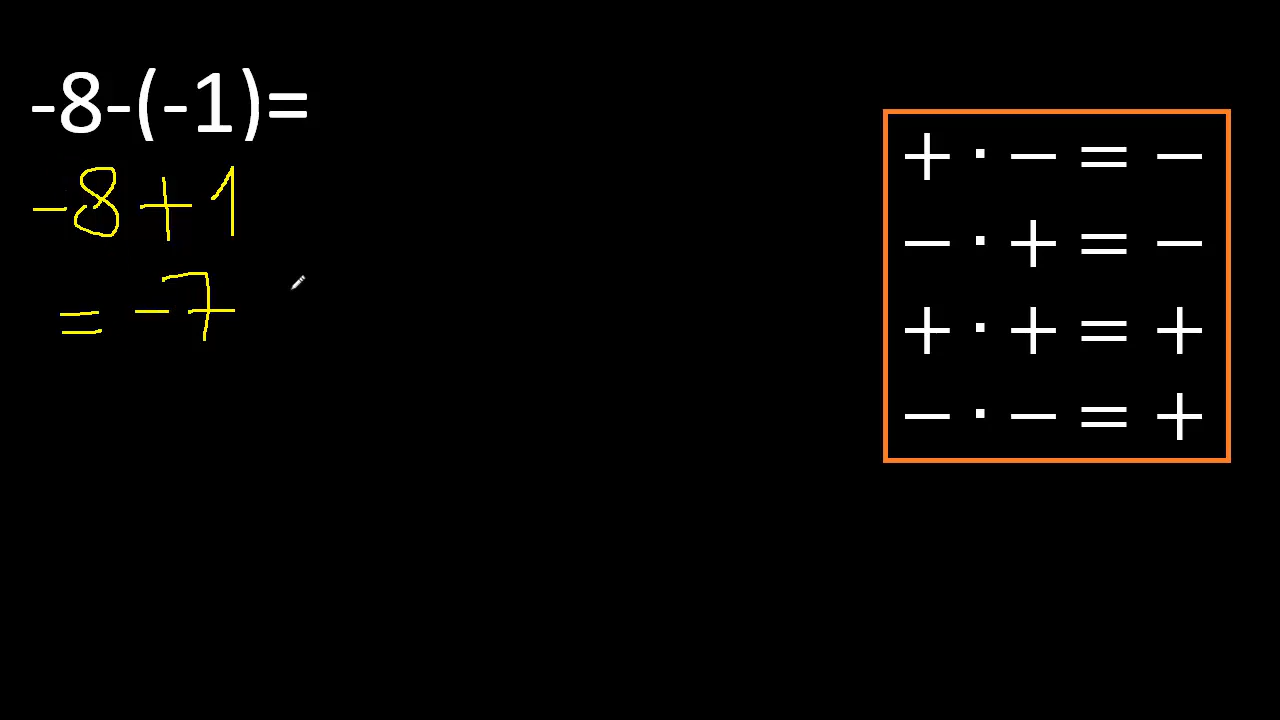 -8-(-1)=
-8+1
= -7
+ · − = −
− · + = −
+ · + = +
− · − = +